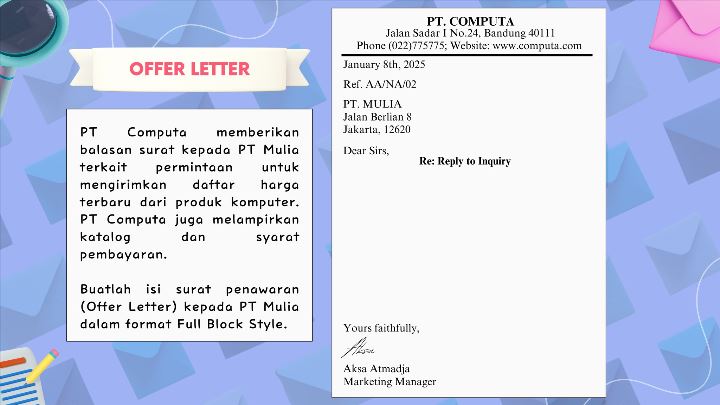 OFFER LETTER
PT Computa memberikan
balasan surat kepada PT Mulia
terkait permintaan untuk
mengirimkan daftar harga
terbaru dari produk komputer.
PT Computa juga melampirkan
katalog dan syarat
pembayaran.
Buatlah isi surat penawaran
(Offer Letter) kepada PT Mulia
dalam format Full Block Style.
PT. COMPUTA
Jalan Sadar I No.24, Bandung 40111
Phone (022)775775; Website: www.computa.com
January 8th, 2025
Ref. AA/NA/02
PT. MULIA
Jalan Berlian 8
Jakarta, 12620
Dear Sirs,
Re: Reply to Inquiry
Yours faithfully,
Aksa Atmadja
Marketing Manager